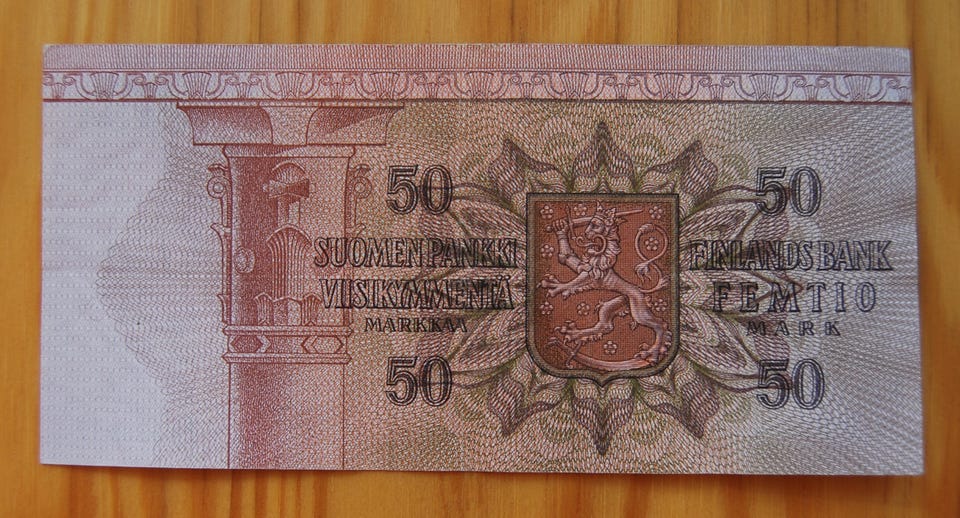 50 50
SUOMEN PANKKI FINLANDS BANK
VIISIKYMMENTÄ FEMTIO
MARKKAA MARK
50 50